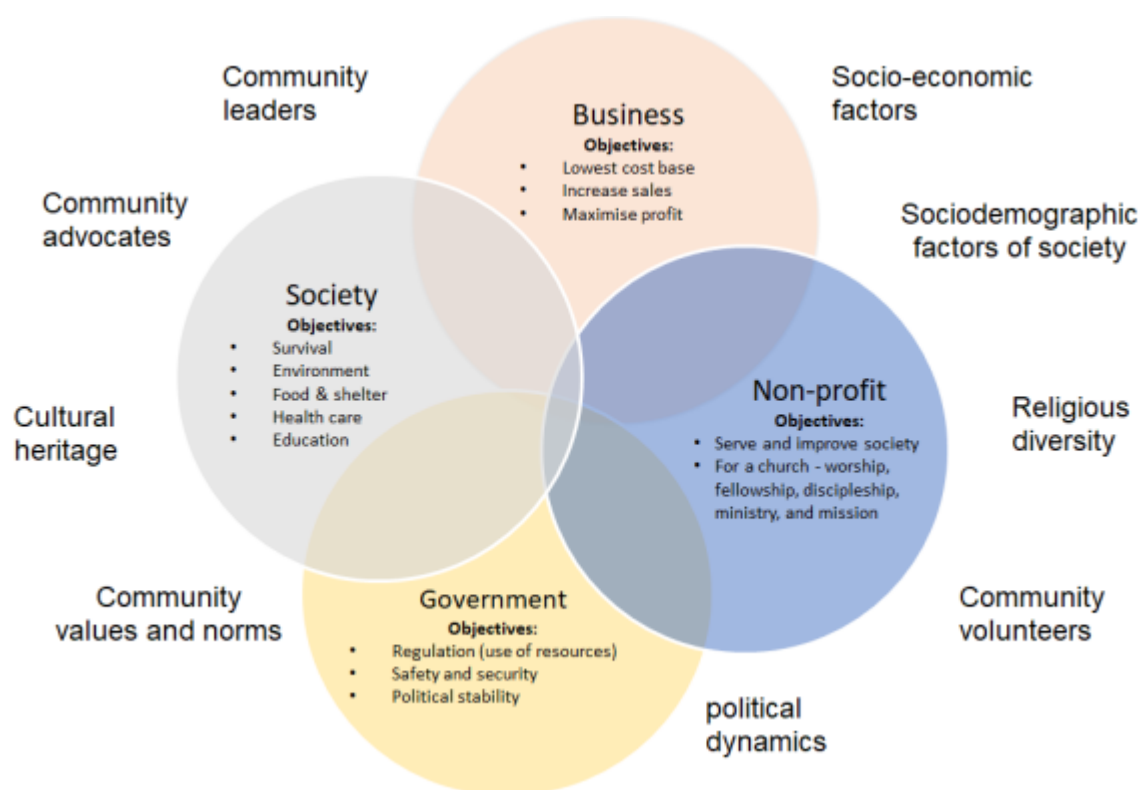 Community
leaders
Socio-economic
factors
Business
Objectives:
• Lowest cost base
• Increase sales
• Maximise profit
Community
advocates
Sociodemographic
factors of society
Society
Objectives:
• Survival
• Environment
• Food & shelter
• Health care
• Education
Non-profit
Objectives:
• Serve and improve society
• For a church - worship,
fellowship, discipleship,
ministry, and mission
Cultural
heritage
Religious
diversity
Community
values and norms
Government
Objectives:
• Regulation (use of resources)
• Safety and security
• Political stability
Community
volunteers
political
dynamics